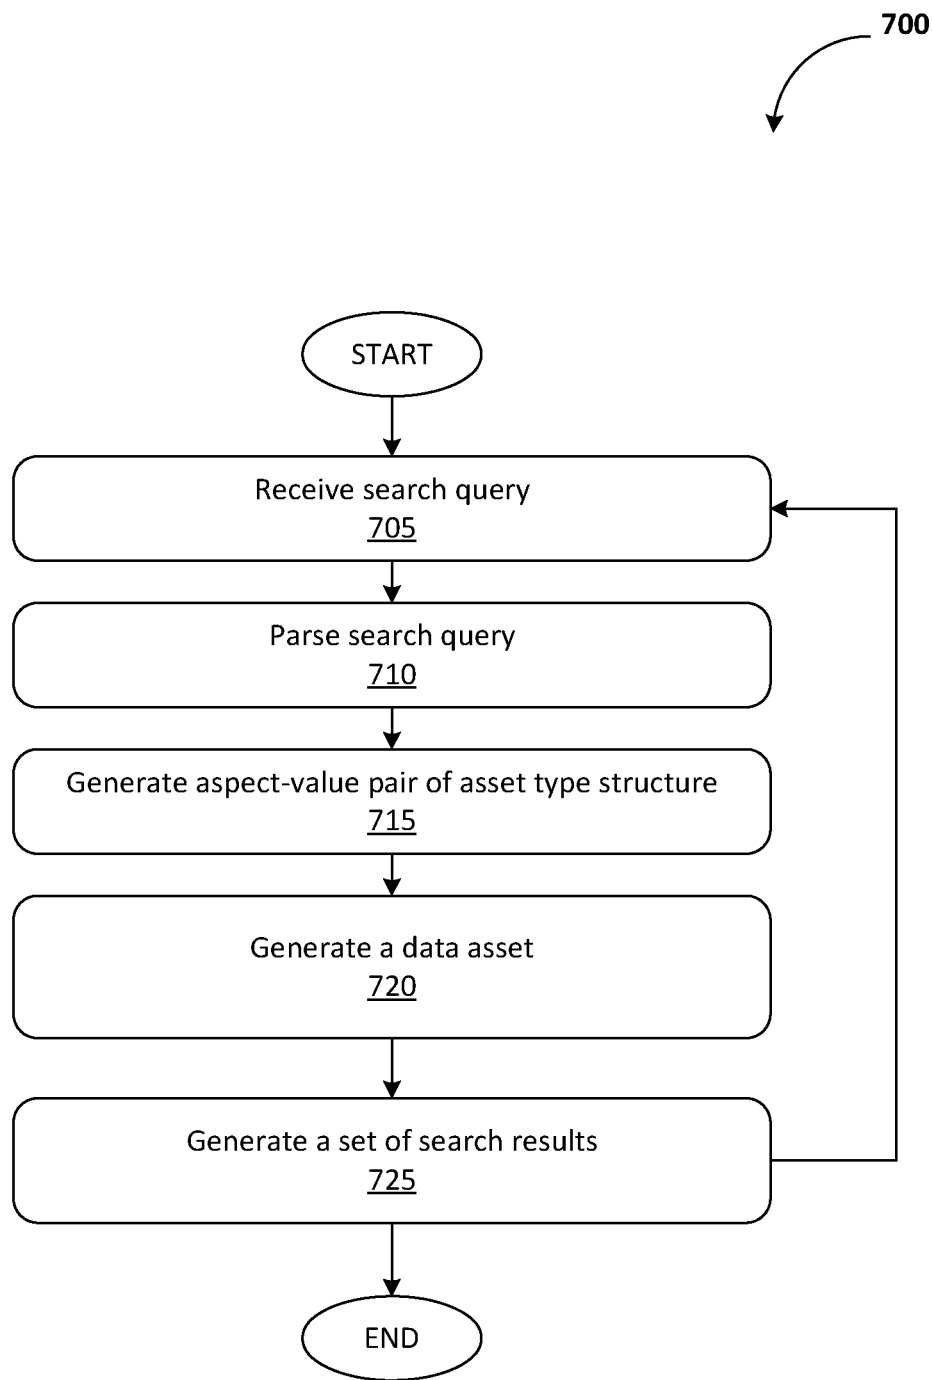 700
START
Receive search query
705
Parse search query
710
Generate aspect-value pair of asset type structure
715
Generate a data asset
720
Generate a set of search results
725
END